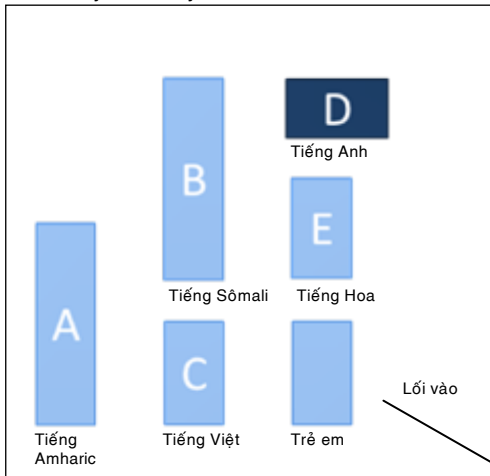 D
Tiếng Anh
B
E
Tiếng Sômali
Tiếng Hoa
A
C
Lối vào
Tiếng
Amharic
Tiếng Việt
Trẻ em